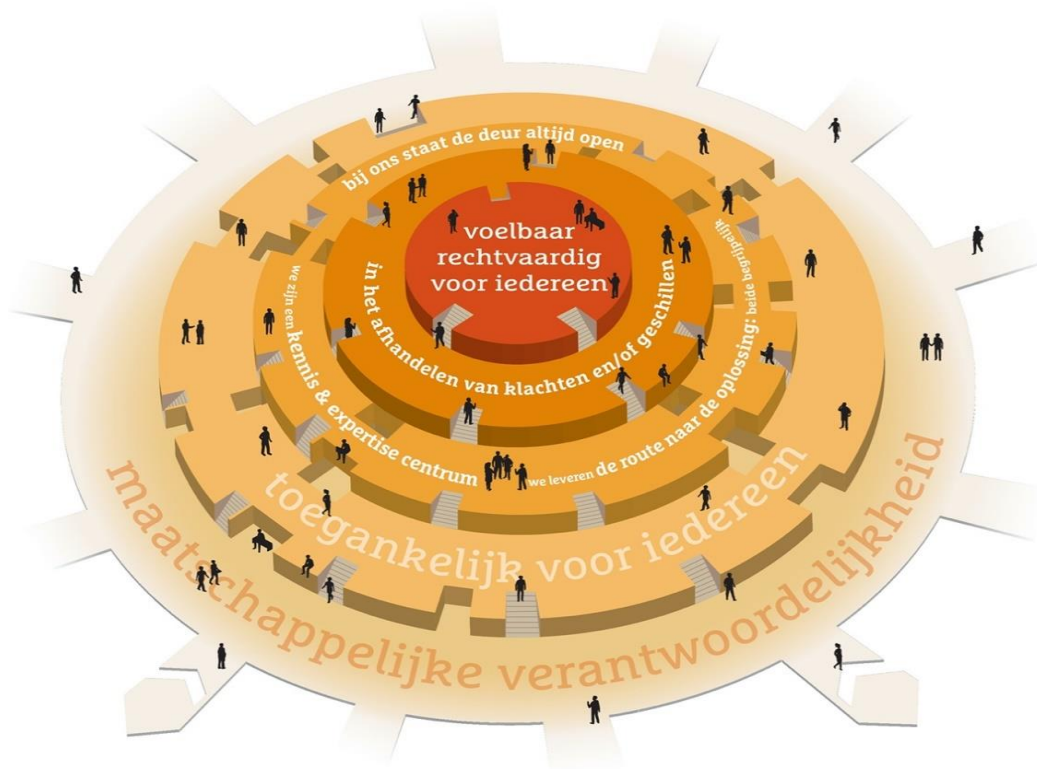 bij ons staat de deur altijd open
voelbaar
rechtvaardig
voor iedereen
in het afhandelen van klachten en/of geschillen
we zijn een kennis & expertise centrum
we leveren de route naar de oplossing: beide begrijpelijk
toegankelijk voor iedereen
maatschappelijke verantwoordelijkheid